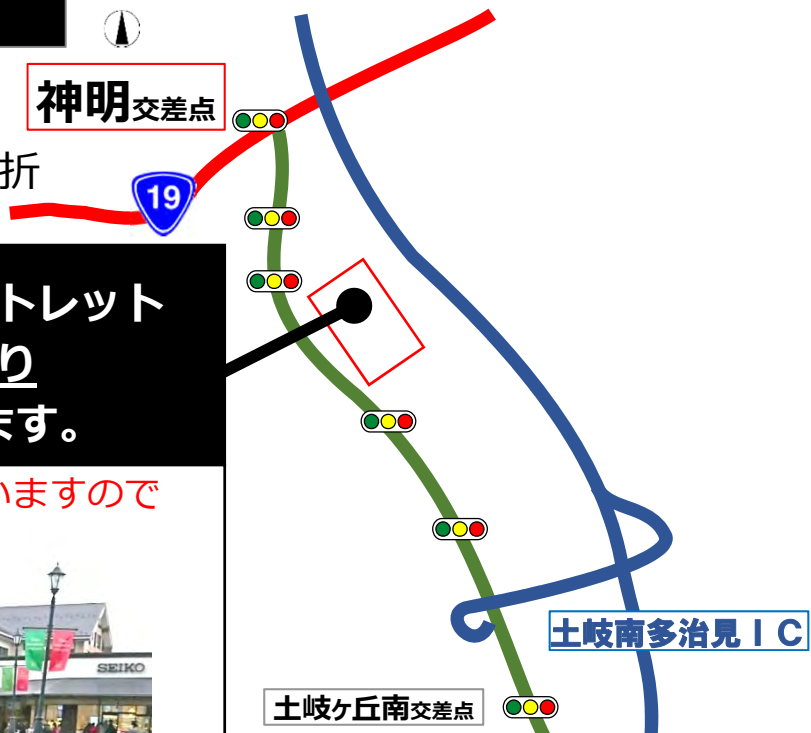 神明交差点
折
19
トレット
り
ます。
いますので
SEIKO
土岐南多治見IC
土岐ヶ丘南交差点